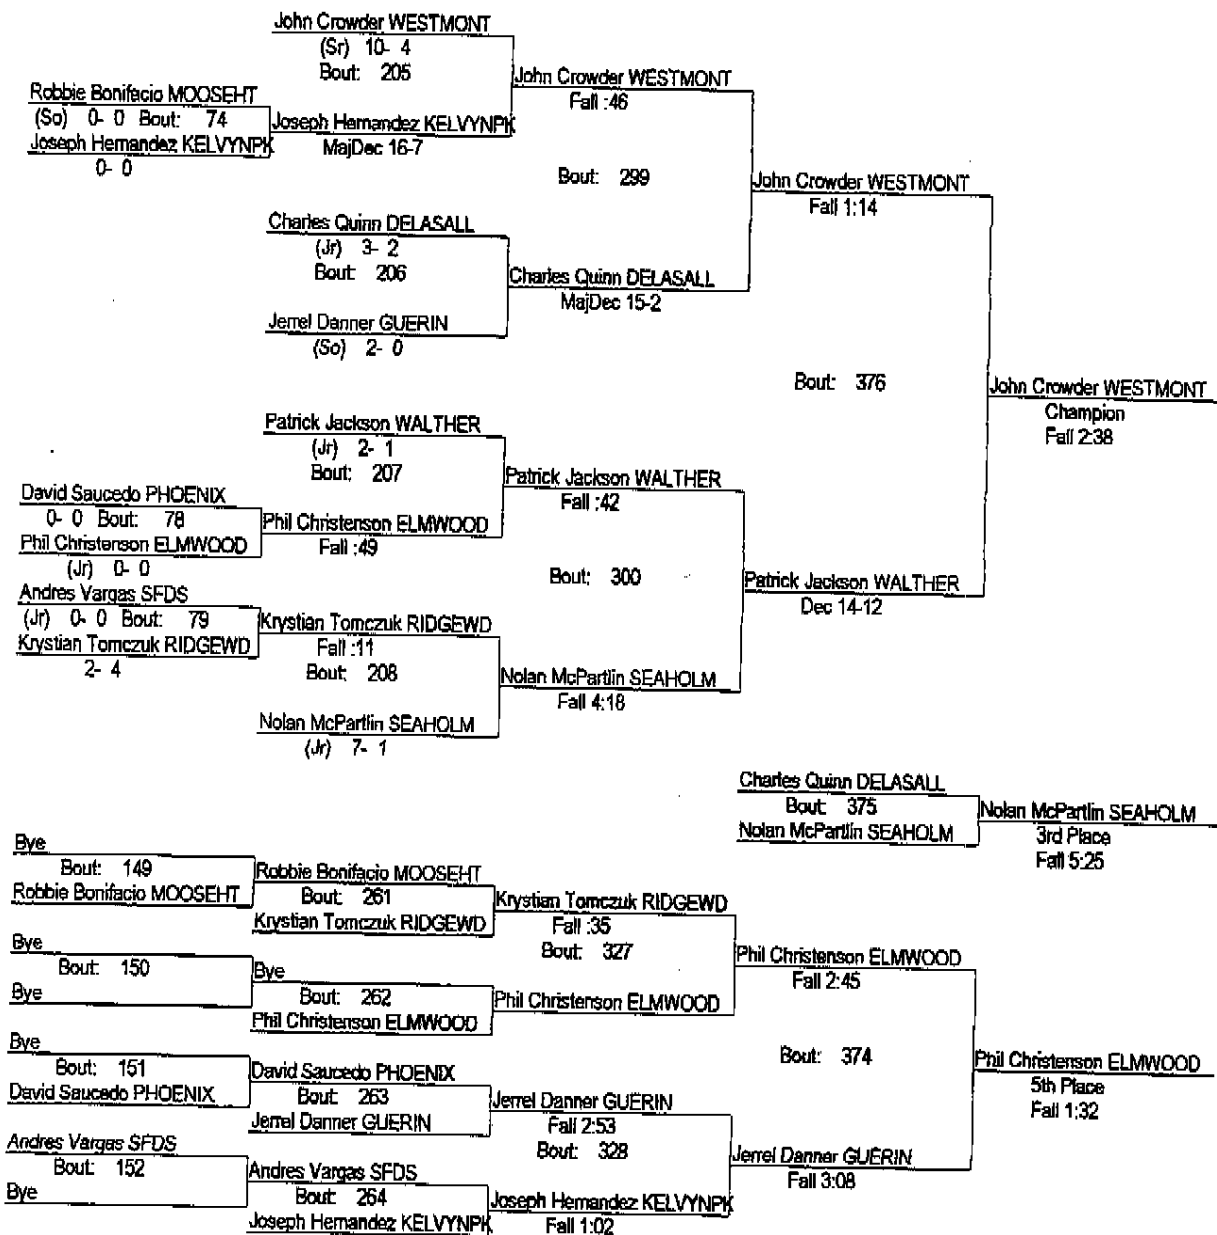 John Crowder WESTMONT
(Sr) 10- 4
Bout: 205
John Crowder WESTMONT
Fall :46
Robbie Bonifacio MOOSEHT
(So) 0- 0 Bout: 74
Joseph Hernandez KELVYNPK
Joseph Hernandez KELVYNPK
MajDec 16-7
0- 0
Bout: 299
John Crowder WESTMONT
Fall 1:14
Charles Quinn DELASALL
(Jr) 3- 2
Bout: 206
Charles Quinn DELASALL
MajDec 15-2
Jerrel Danner GUERIN
(So) 2- 0
Bout: 376
John Crowder WESTMONT
Champion
Fall 2:38
Patrick Jackson WALTHER
(Jr) 2- 1
Bout: 207
Patrick Jackson WALTHER
Fall :42
David Saucedo PHOENIX
0- 0 Bout: 78
Phil Christenson ELMWOOD
Fall :49
Phil Christenson ELMWOOD
(Jr) 0- 0
Bout: 300
Patrick Jackson WALTHER
Dec 14-12
Andres Vargas SFDS
(Jr) 0- 0 Bout: 79
Krystian Tomczuk RIDGEWD
Fall :11
Krystian Tomczuk RIDGEWD
2- 4
Bout: 208
Nolan McPartlin SEAHOLM
Fall 4:18
Nolan McPartlin SEAHOLM
(Jr) 7- 1
Charles Quinn DELASALL
Bout: 375
Nolan McPartlin SEAHOLM
Nolan McPartlin SEAHOLM
3rd Place
Fall 5:25
Bye
Bout: 149
Robbie Bonifacio MOOSEHT
Robbie Bonifacio MOOSEHT
Bout: 261
Krystian Tomczuk RIDGEWD
Krystian Tomczuk RIDGEWD
Fall :35
Bout: 327
Bye
Bout: 150
Bye
Bye
Bout: 262
Phil Christenson ELMWOOD
Phil Christenson ELMWOOD
Phil Christenson ELMWOOD
Fall 2:45
Bye
Bout: 151
David Saucedo PHOENIX
David Saucedo PHOENIX
Bout: 263
Jerrel Danner GUERIN
Jerrel Danner GUERIN
Fall 2:53
Bout: 328
Bout: 374
Phil Christenson ELMWOOD
5th Place
Fall 1:32
Andres Vargas SFDS
Bout: 152
Bye
Andres Vargas SFDS
Bout: 264
Joseph Hernandez KELVYNPK
Joseph Hernandez KELVYNPK
Fall 1:02
Jerrel Danner GUERIN
Fall 3:08